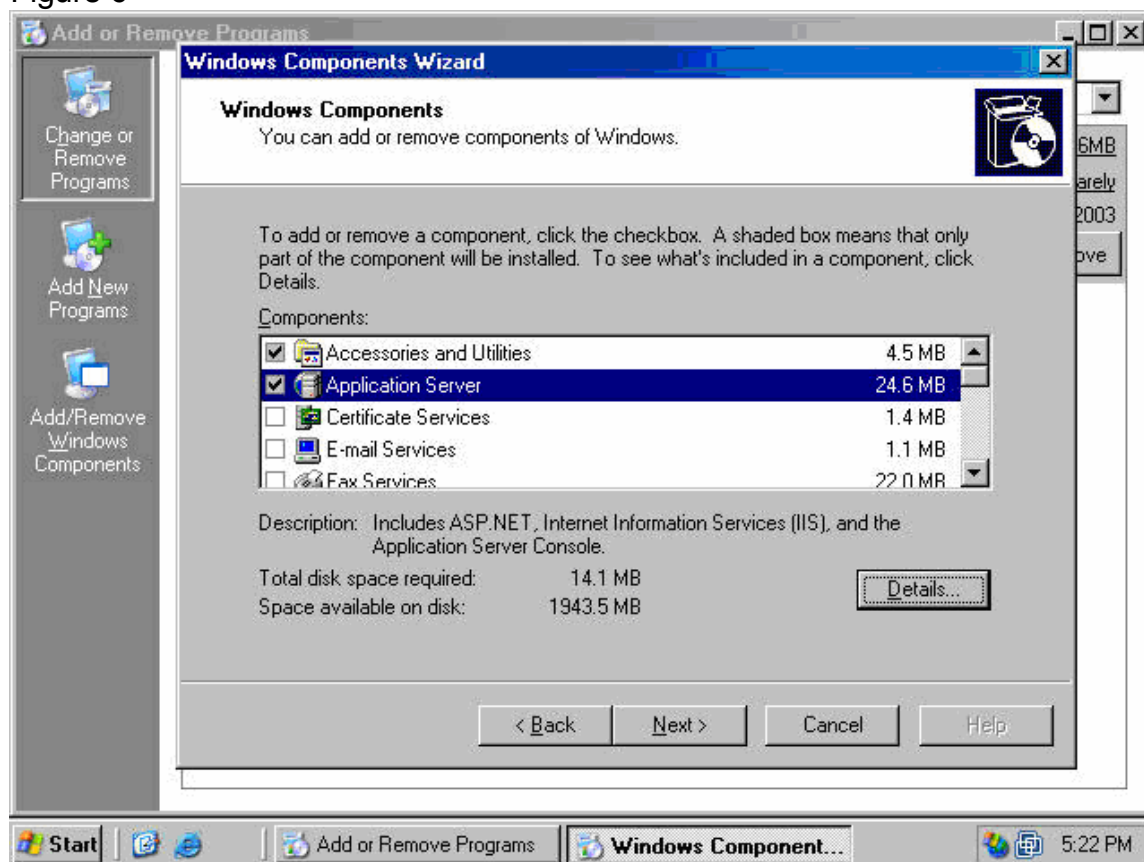 Add or Remove Programs
Windows Components Wizard
Windows Components
You can add or remove components of Windows.
Change or
Remove
Programs
6MB
arely
2003
ove
To add or remove a component, click the checkbox. A shaded box means that only
part of the component will be installed. To see what's included in a component, click
Details.
Add New
Programs
Components:
Accessories and Utilities 4.5 MB
Application Server 24.6 MB
Certificate Services 1.4 MB
E-mail Services 1.1 MB
Fax Services 22.0 MB
Add/Remove
Windows
Components
Description: Includes ASP.NET, Internet Information Services (IIS), and the
Application Server Console.
Total disk space required: 14.1 MB
Space available on disk: 1943.5 MB
Details...
< Back Next > Cancel Help
Start Add or Remove Programs Windows Component... 5:22 PM